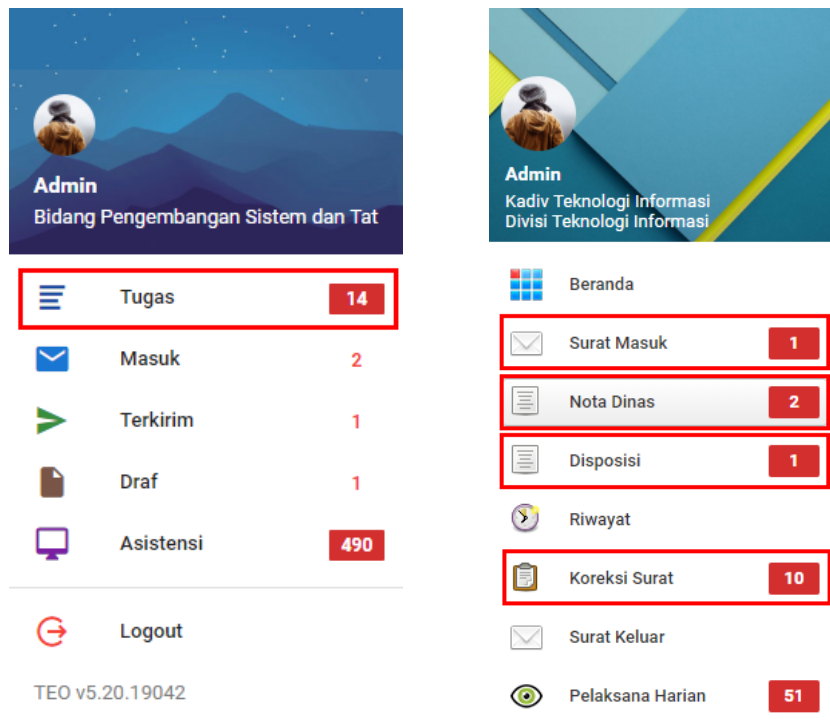 Admin
Bidang Pengembangan Sistem dan Tat
Tugas 14
Masuk 2
Terkirim 1
Draf 1
Asistensi 490
Logout
TEO v5.20.19042
Admin
Kadiv Teknologi Informasi
Divisi Teknologi Informasi
Beranda
Surat Masuk 1
Nota Dinas 2
Disposisi 1
Riwayat
Koreksi Surat 10
Surat Keluar
Pelaksana Harian 51